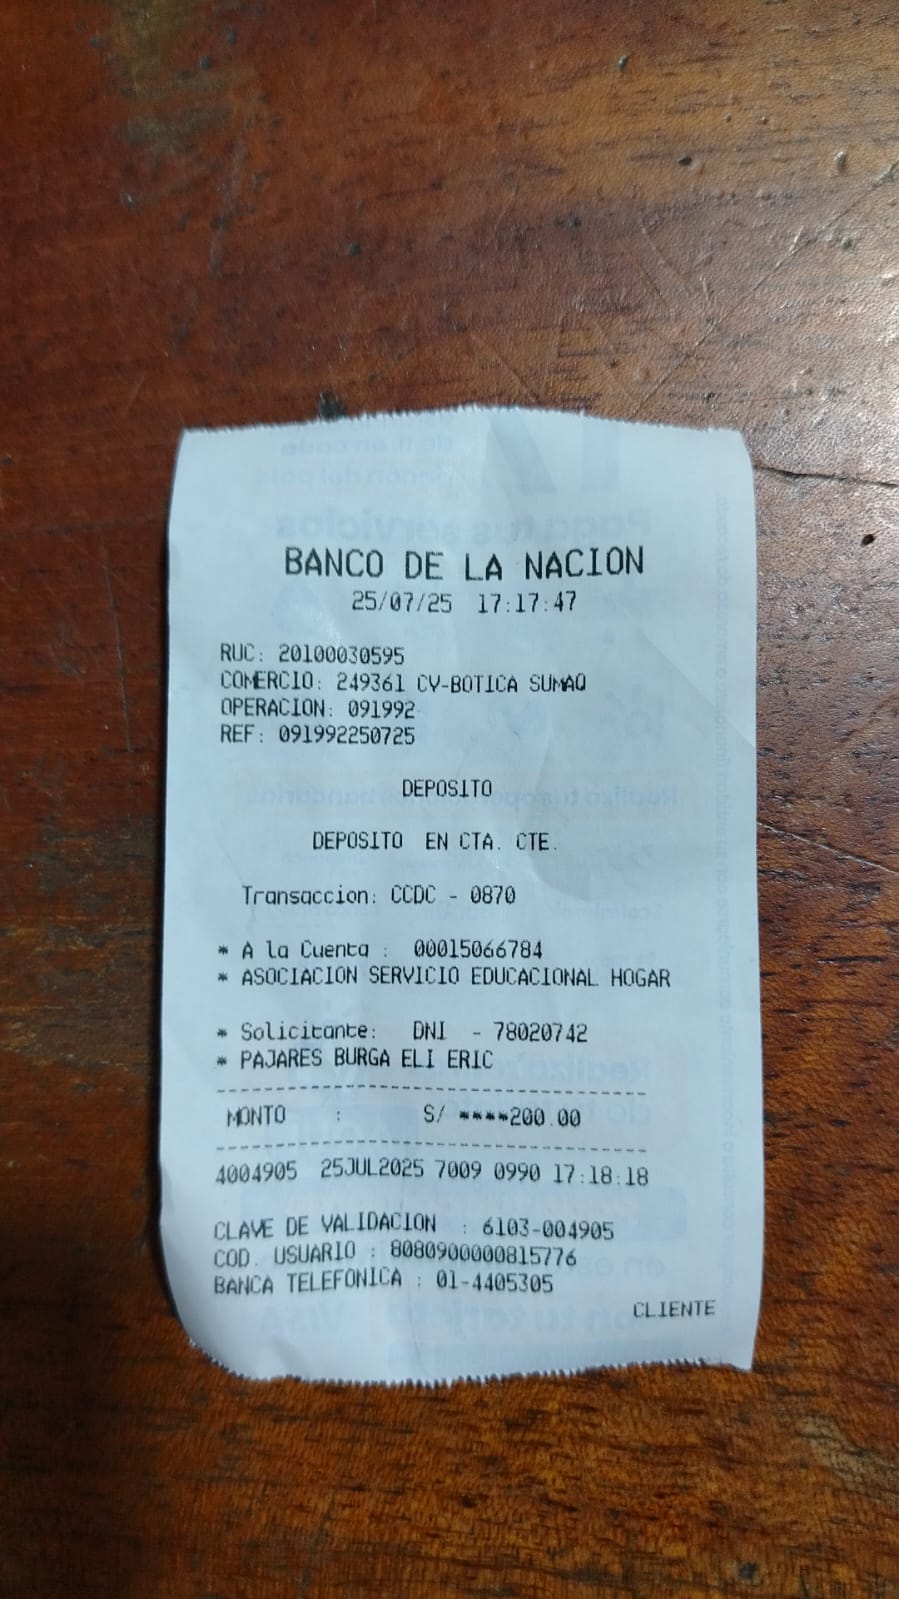 BANCO DE LA NACION
25/07/25 17:17:47
RUC: 20100030595
COMERCIO: 249361 CV-BOTICA SUMAQ
OPERACION: 091992
REF: 091992250725
DEPOSITO
DEPOSITO EN CTA. CTE.
Transaccion: CCDC - 0870
* A la Cuenta : 00015066784
* ASOCIACION SERVICIO EDUCACIONAL HOGAR
* Solicitante: DNI - 78020742
* PAJARES BURGA ELI ERIC
MONTO : S/ ****200.00
4004905 25JUL2025 7009 0990 17:18:18
CLAVE DE VALIDACION : 6103-004905
COD. USUARIO : 8080900000815776
BANCA TELEFONICA : 01-4405305
CLIENTE